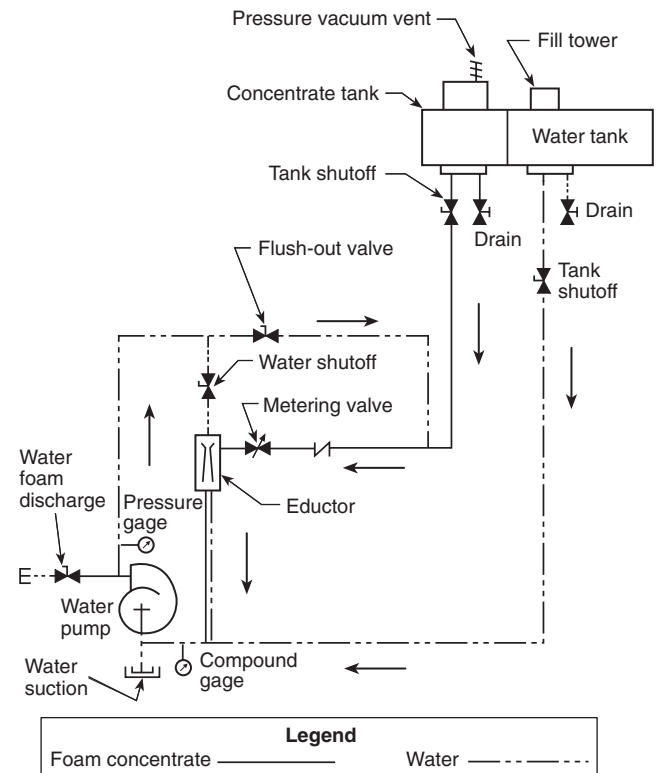 Pressure vacuum vent
Fill tower
Concentrate tank
Water tank
Tank shutoff
Drain
Drain
Flush-out valve
Tank
shutoff
Water shutoff
Metering valve
Water
foam
discharge
Pressure
gage
Eductor
Water
pump
Water
suction
Compound
gage
Legend
Foam concentrate
Water